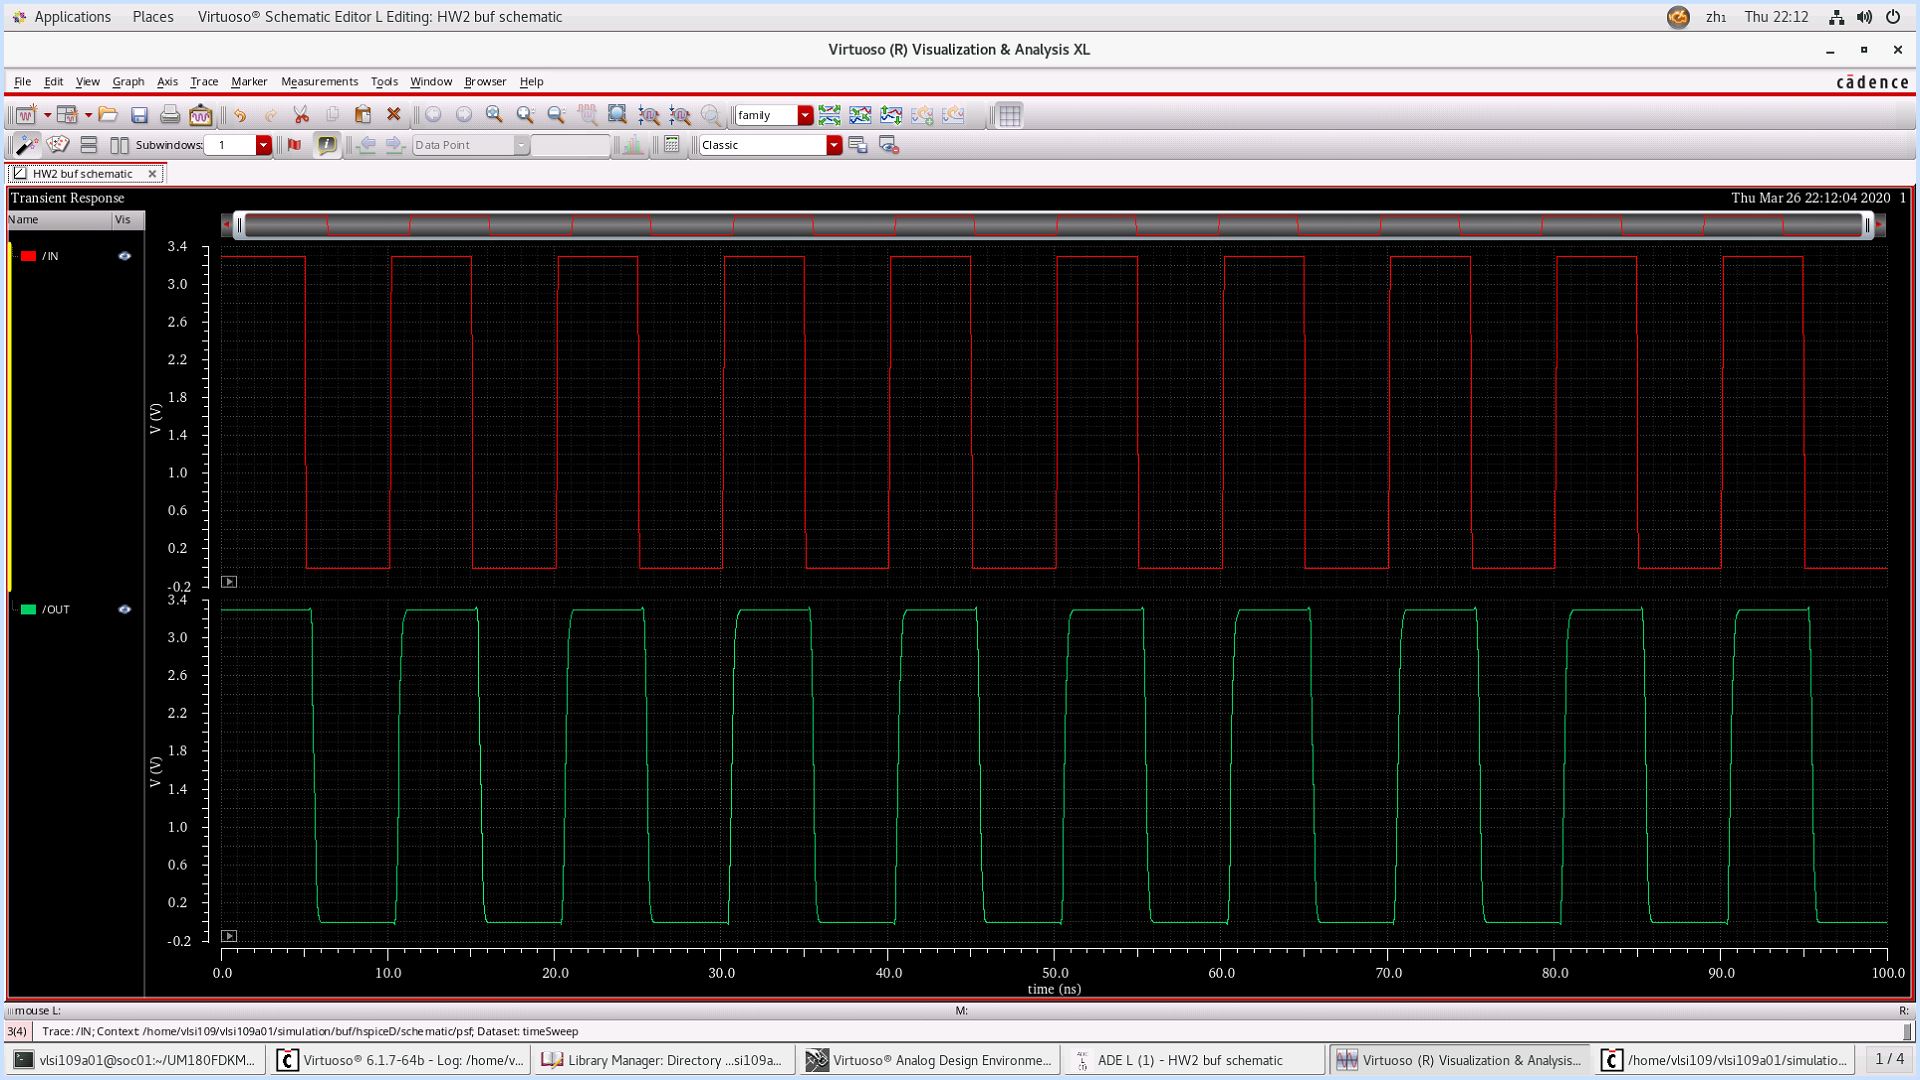 Applications Places Virtuoso® Schematic Editor L Editing: HW2 buf schematic zh₁ Thu 22:12
Virtuoso (R) Visualization & Analysis XL
File Edit View Graph Axis Trace Marker Measurements Tools Window Browser Help cādence
family
Subwindows: 1 Data Point Classic
HW2 buf schematic
Transient Response Thu Mar 26 22:12:04 2020 1
Name Vis
/IN
3.4
3.0
2.6
2.2
1.8
1.4
1.0
0.6
0.2
-0.2
V (V)
/OUT
3.4
3.0
2.6
2.2
1.8
1.4
1.0
0.6
0.2
-0.2
V (V)
0.0 10.0 20.0 30.0 40.0 50.0 60.0 70.0 80.0 90.0 100.0
time (ns)
mouse L: M: R:
3(4) Trace: /IN; Context: /home/vlsi109/vlsi109a01/simulation/buf/hspiceD/schematic/psf; Dataset: timeSweep
vlsi109a01@soc01:~/UM180FDKM... Virtuoso® 6.1.7-64b - Log: /home/v... Library Manager: Directory ...si109a... Virtuoso® Analog Design Environme... ADE L (1) - HW2 buf schematic Virtuoso (R) Visualization & Analysis... /home/vlsi109/vlsi109a01/simulatio... 1 / 4